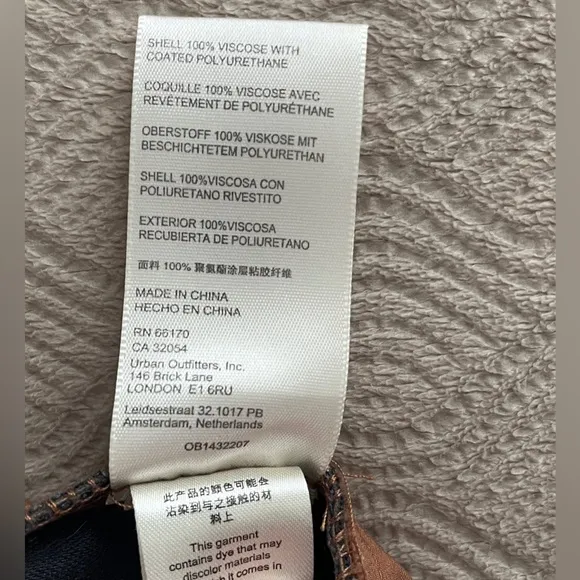 SHELL 100% VISCOSE WITH
COATED POLYURETHANE
COQUILLE 100% VISCOSE AVEC
REVÊTEMENT DE POLYURÉTHANE
OBERSTOFF 100% VISKOSE MIT
BESCHICHTETEM POLYURETHAN
SHELL 100%VISCOSA CON
POLIURETANO RIVESTITO
EXTERIOR 100%VISCOSA
RECUBIERTA DE POLIURETANO
面料 100% 聚氨酯涂层粘胶纤维
MADE IN CHINA
HECHO EN CHINA
RN 66170
CA 32054
Urban Outfitters, Inc.
146 Brick Lane
LONDON E1 6RU
Leidsestraat 32.1017 PB
Amsterdam, Netherlands
OB1432207
此产品的颜色可能会
沾染到与之接触的材
料上
This garment
contains dye that may
discolor materials
which it comes in